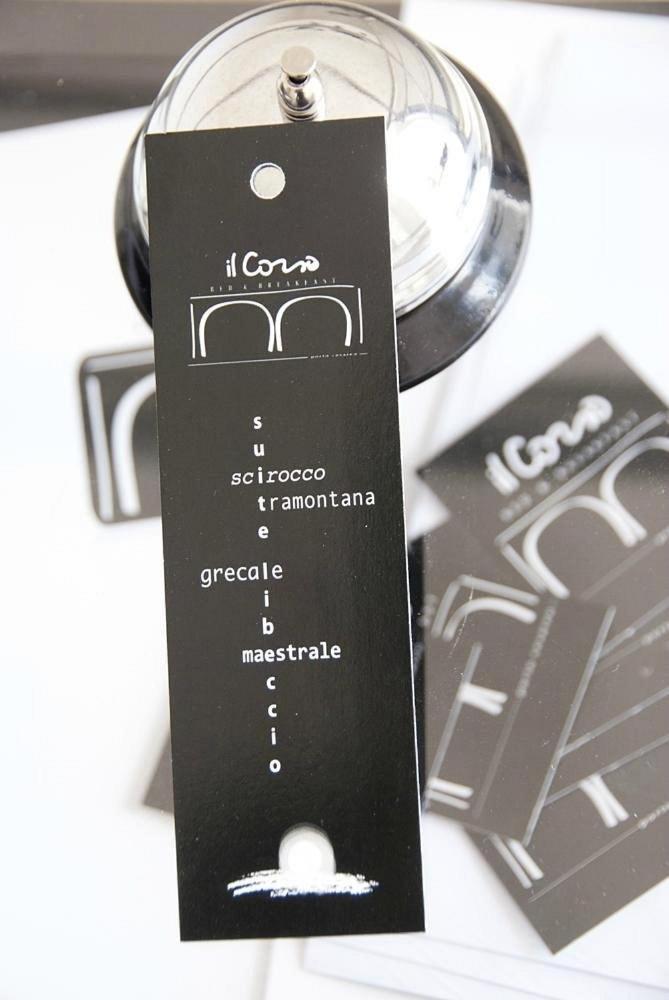 il Corso
BED & BREAKFAST
s
u
scirocco
tramontana
e
grecale
i
b
maestrale
c
c
i
o
il Corso